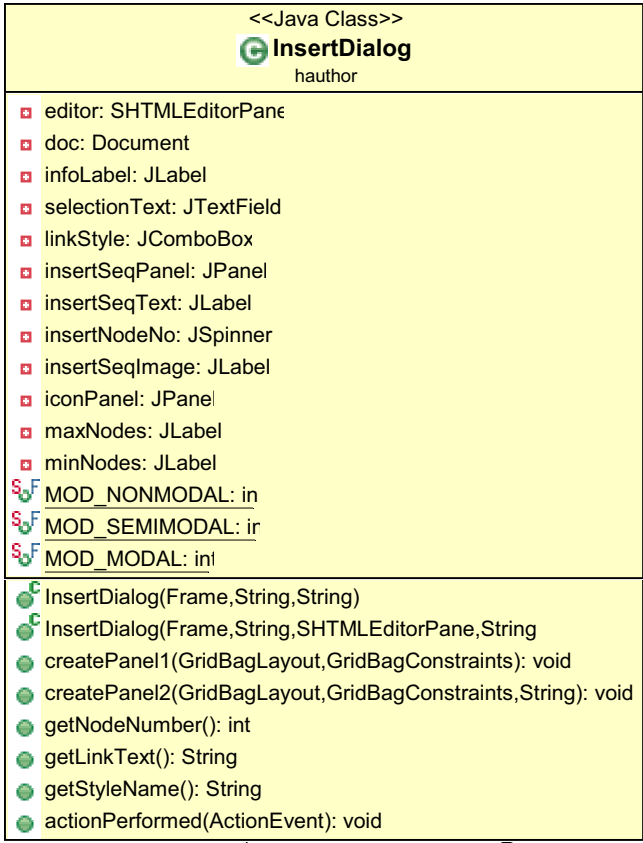 <<Java Class>>
InsertDialog
hauthor
editor: SHTMLEditorPane
doc: Document
infoLabel: JLabel
selectionText: JTextField
linkStyle: JComboBox
insertSeqPanel: JPanel
insertSeqText: JLabel
insertNodeNo: JSpinner
insertSeqImage: JLabel
iconPanel: JPanel
maxNodes: JLabel
minNodes: JLabel
MOD_NONMODAL: in
MOD_SEMIMODAL: in
MOD_MODAL: int
InsertDialog(Frame,String,String)
InsertDialog(Frame,String,SHTMLEditorPane,String
createPanel1(GridBagLayout,GridBagConstraints): void
createPanel2(GridBagLayout,GridBagConstraints,String): void
getNodeNumber(): int
getLinkText(): String
getStyleName(): String
actionPerformed(ActionEvent): void